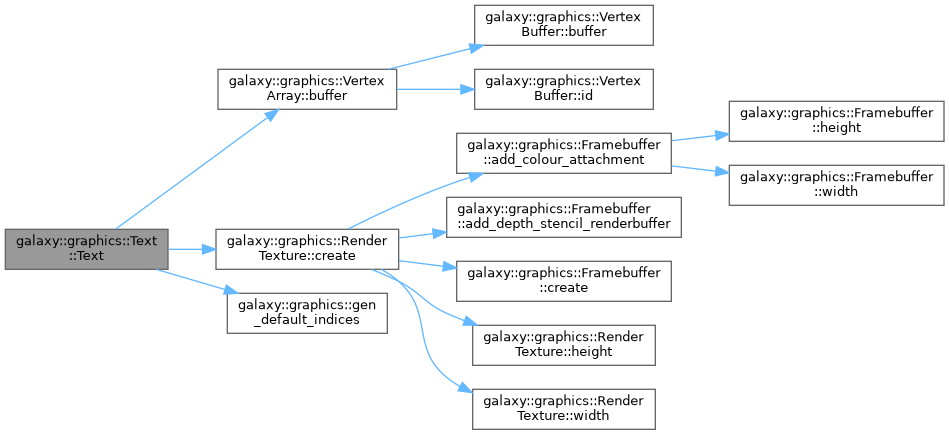 galaxy::graphics::Text
::Text
galaxy::graphics::Vertex
Array::buffer
galaxy::graphics::Vertex
Buffer::buffer
galaxy::graphics::Vertex
Buffer::id
galaxy::graphics::Render
Texture::create
galaxy::graphics::Framebuffer
::add_colour_attachment
galaxy::graphics::Framebuffer
::height
galaxy::graphics::Framebuffer
::width
galaxy::graphics::Framebuffer
::add_depth_stencil_renderbuffer
galaxy::graphics::Framebuffer
::create
galaxy::graphics::Render
Texture::height
galaxy::graphics::Render
Texture::width
galaxy::graphics::gen
_default_indices